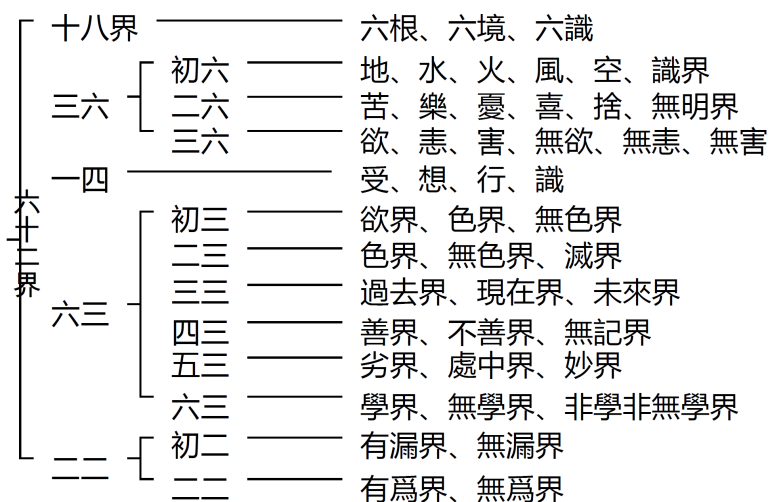 六十二界
十八界 六根、六境、六識
三六
初六 地、水、火、風、空、識界
二六 苦、樂、憂、喜、捨、無明界
三六 欲、恚、害、無欲、無恚、無害
一四 受、想、行、識
六三
初三 欲界、色界、無色界
二三 色界、無色界、滅界
三三 過去界、現在界、未來界
四三 善界、不善界、無記界
五三 劣界、處中界、妙界
六三 學界、無學界、非學非無學界
二二
初二 有漏界、無漏界
二二 有爲界、無爲界